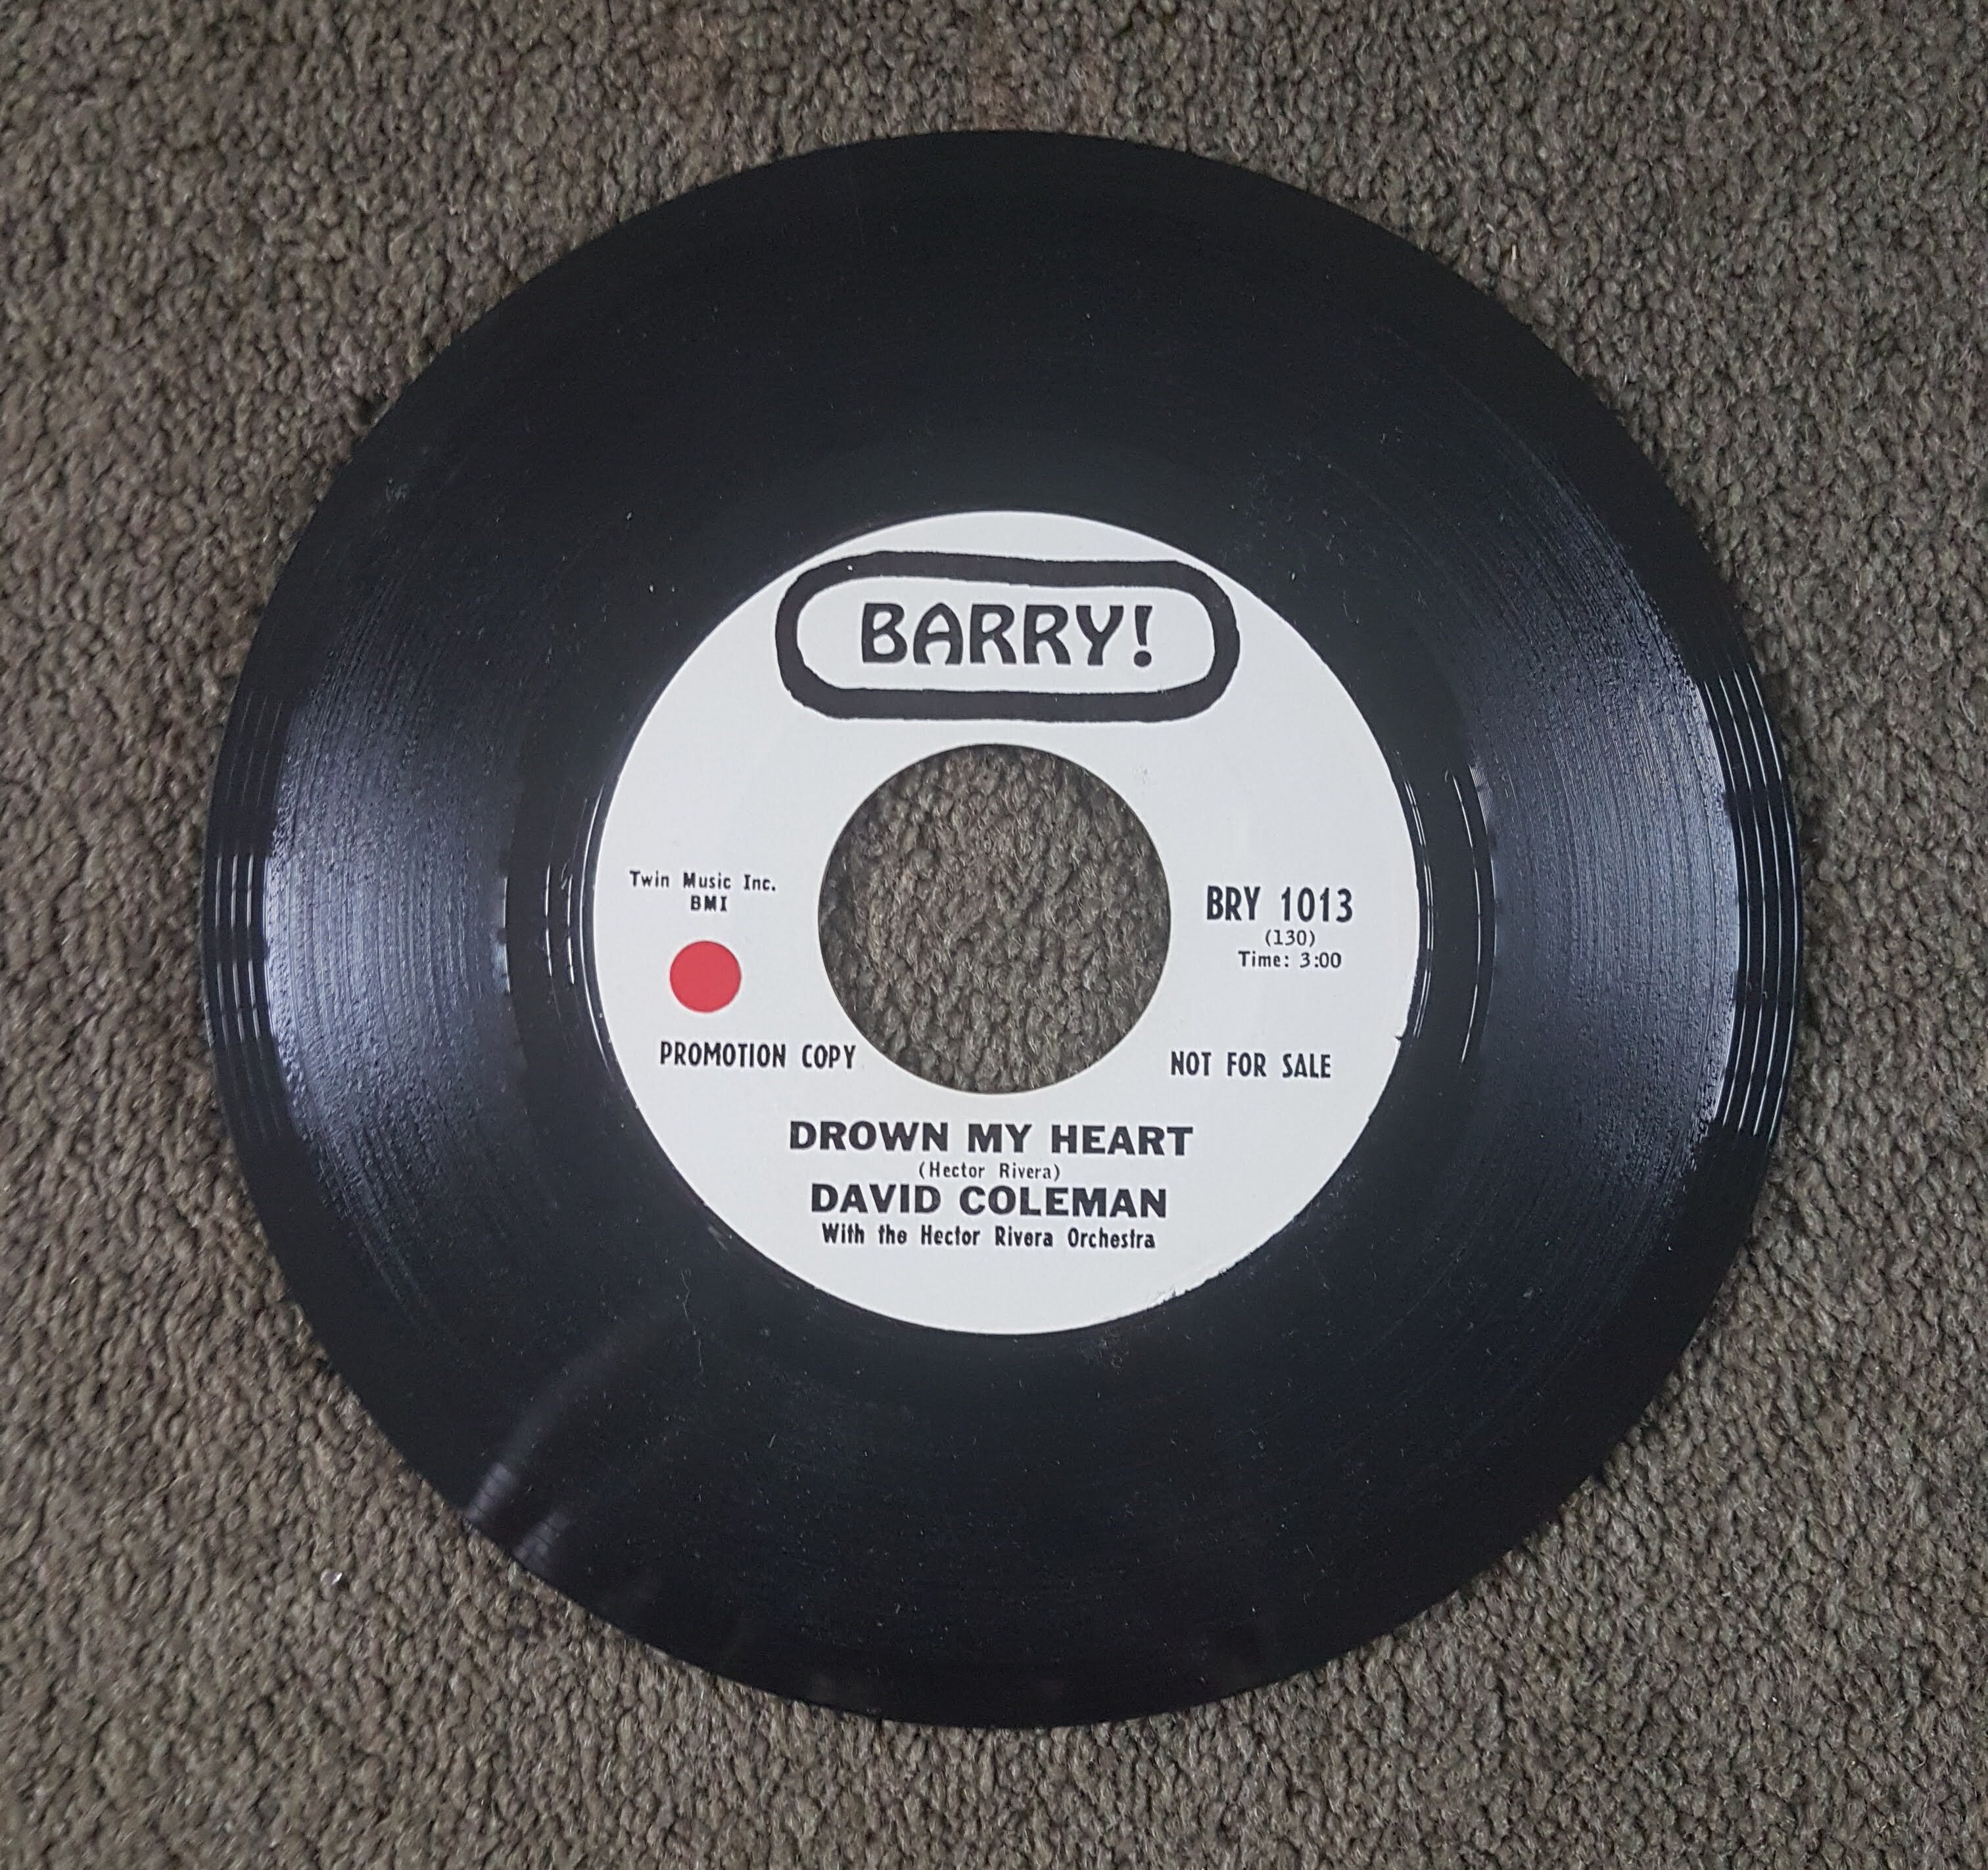 BARRY!
Twin Music Inc.
BMI
BRY 1013
(130)
Time: 3:00
PROMOTION COPY
NOT FOR SALE
DROWN MY HEART
(Hector Rivera)
DAVID COLEMAN
With the Hector Rivera Orchestra